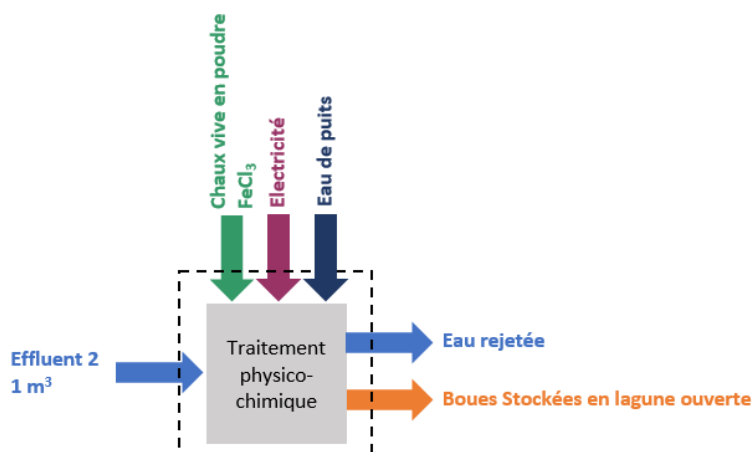 Chaux vive en poudre
FeCl₃
Electricité
Eau de puits
Effluent 2
1 m³
Traitement
physico-
chimique
Eau rejetée
Boues Stockées en lagune ouverte